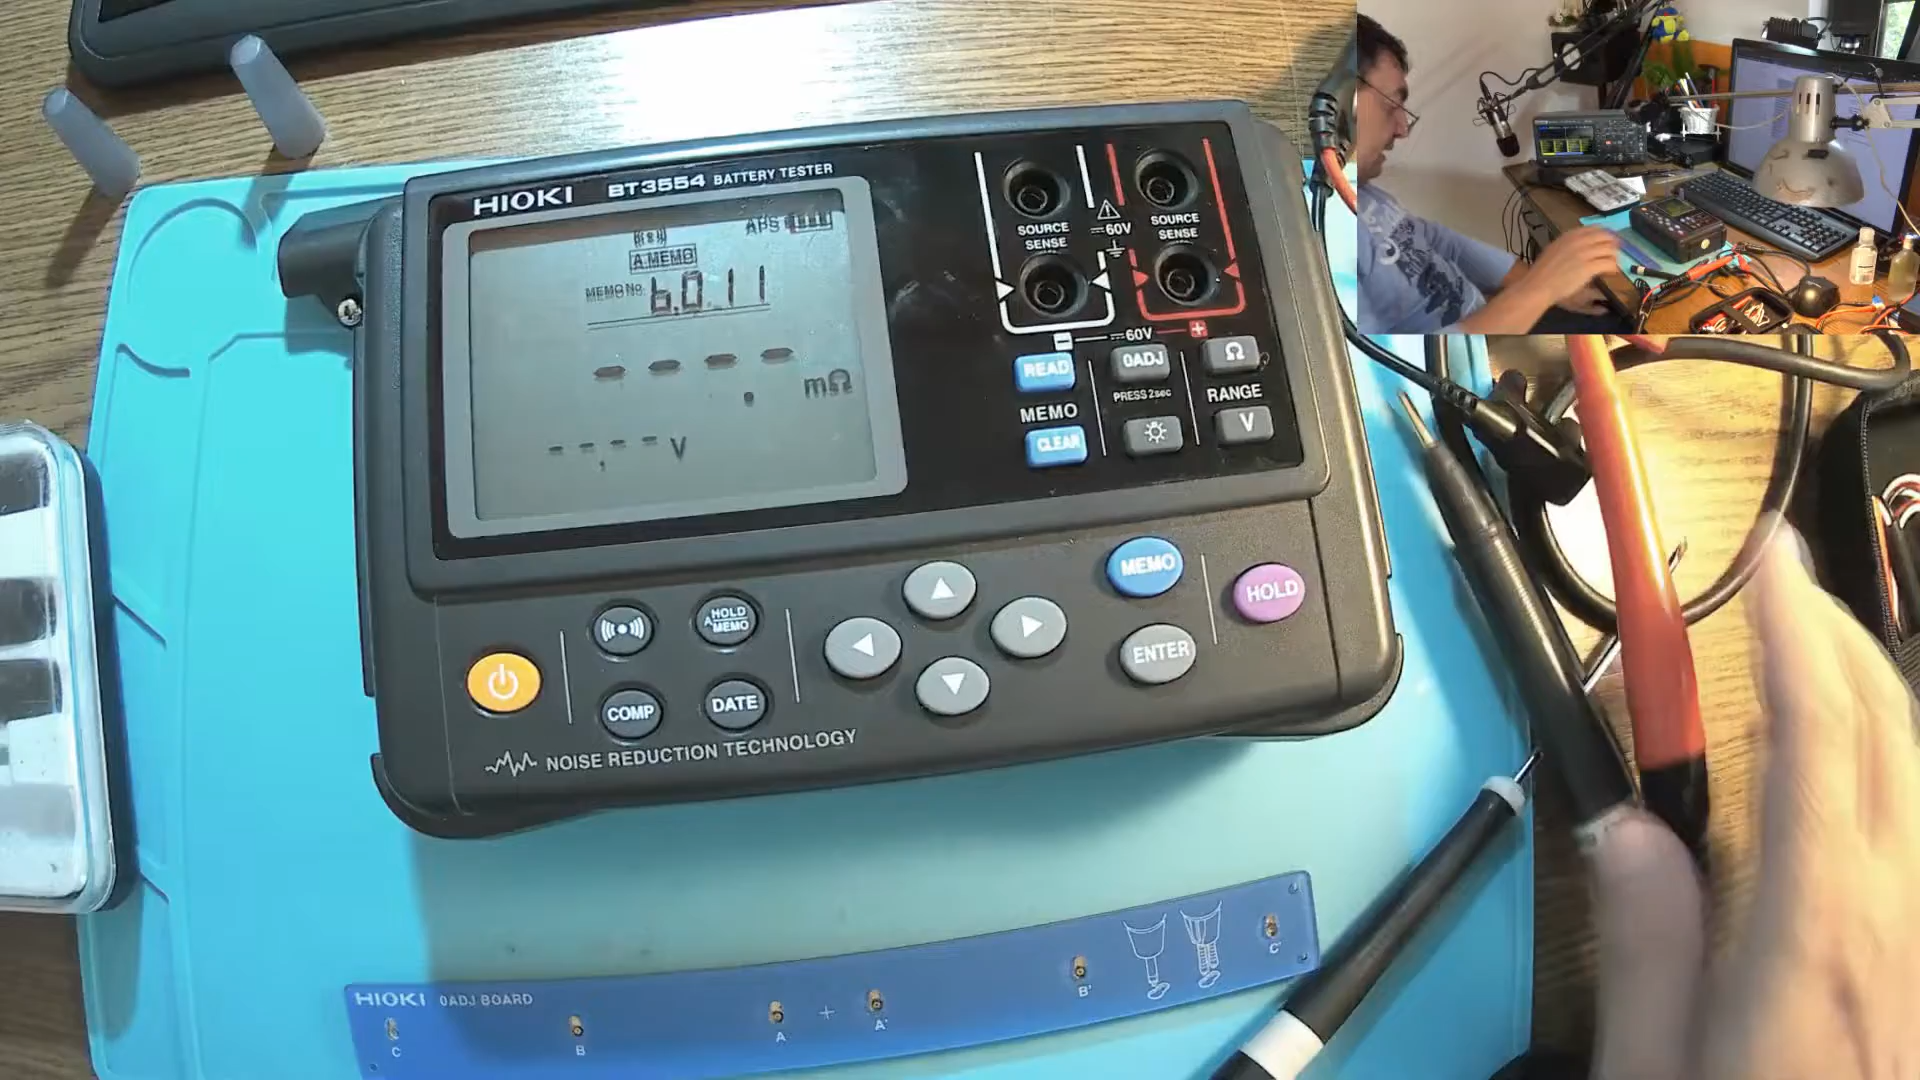 HIOKI BT3554 BATTERY TESTER
APS
A.MEMO
MEMO No. b.0 11
mΩ
V
SOURCE
SENSE
60V
SOURCE
SENSE
60V
READ
MEMO
CLEAR
0ADJ
PRESS 2sec
Ω
RANGE
V
MEMO
HOLD
ENTER
HOLD
A MEMO
COMP
DATE
NOISE REDUCTION TECHNOLOGY
HIOKI 0ADJ BOARD
C
B
A
+
A'
B'
C'